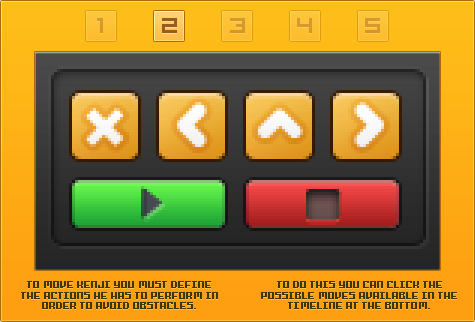 1 2 3 4 5
TO MOVE KENJI YOU MUST DEFINE
THE ACTIONS HE HAS TO PERFORM IN
ORDER TO AVOID OBSTACLES.
TO DO THIS YOU CAN CLICK THE
POSSIBLE MOVES AVAILABLE IN THE
TIMELINE AT THE BOTTOM.